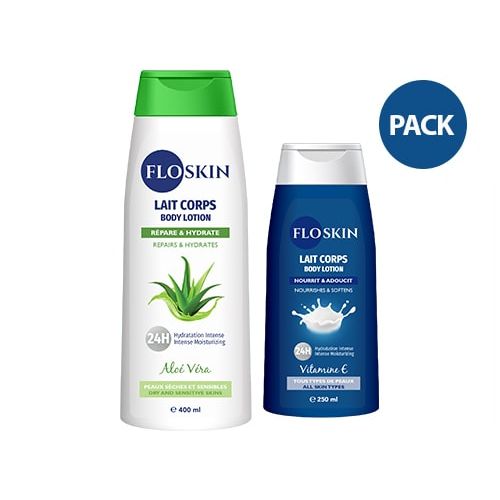 PACK
FLOSKIN
LAIT CORPS
BODY LOTION
RÉPARE & HYDRATE
REPAIRS & HYDRATES
24H
Hydratation Intense
Intense Moisturizing
Aloé Véra
PEAUX SÈCHES ET SENSIBLES
DRY AND SENSITIVE SKINS
e 400 ml
FLOSKIN
LAIT CORPS
BODY LOTION
NOURRIT & ADOUCIT
NOURISHES & SOFTENS
24H
Hydratation Intense
Intense Moisturizing
Vitamine E
TOUS TYPES DE PEAUX
ALL SKIN TYPES
e 250 ml